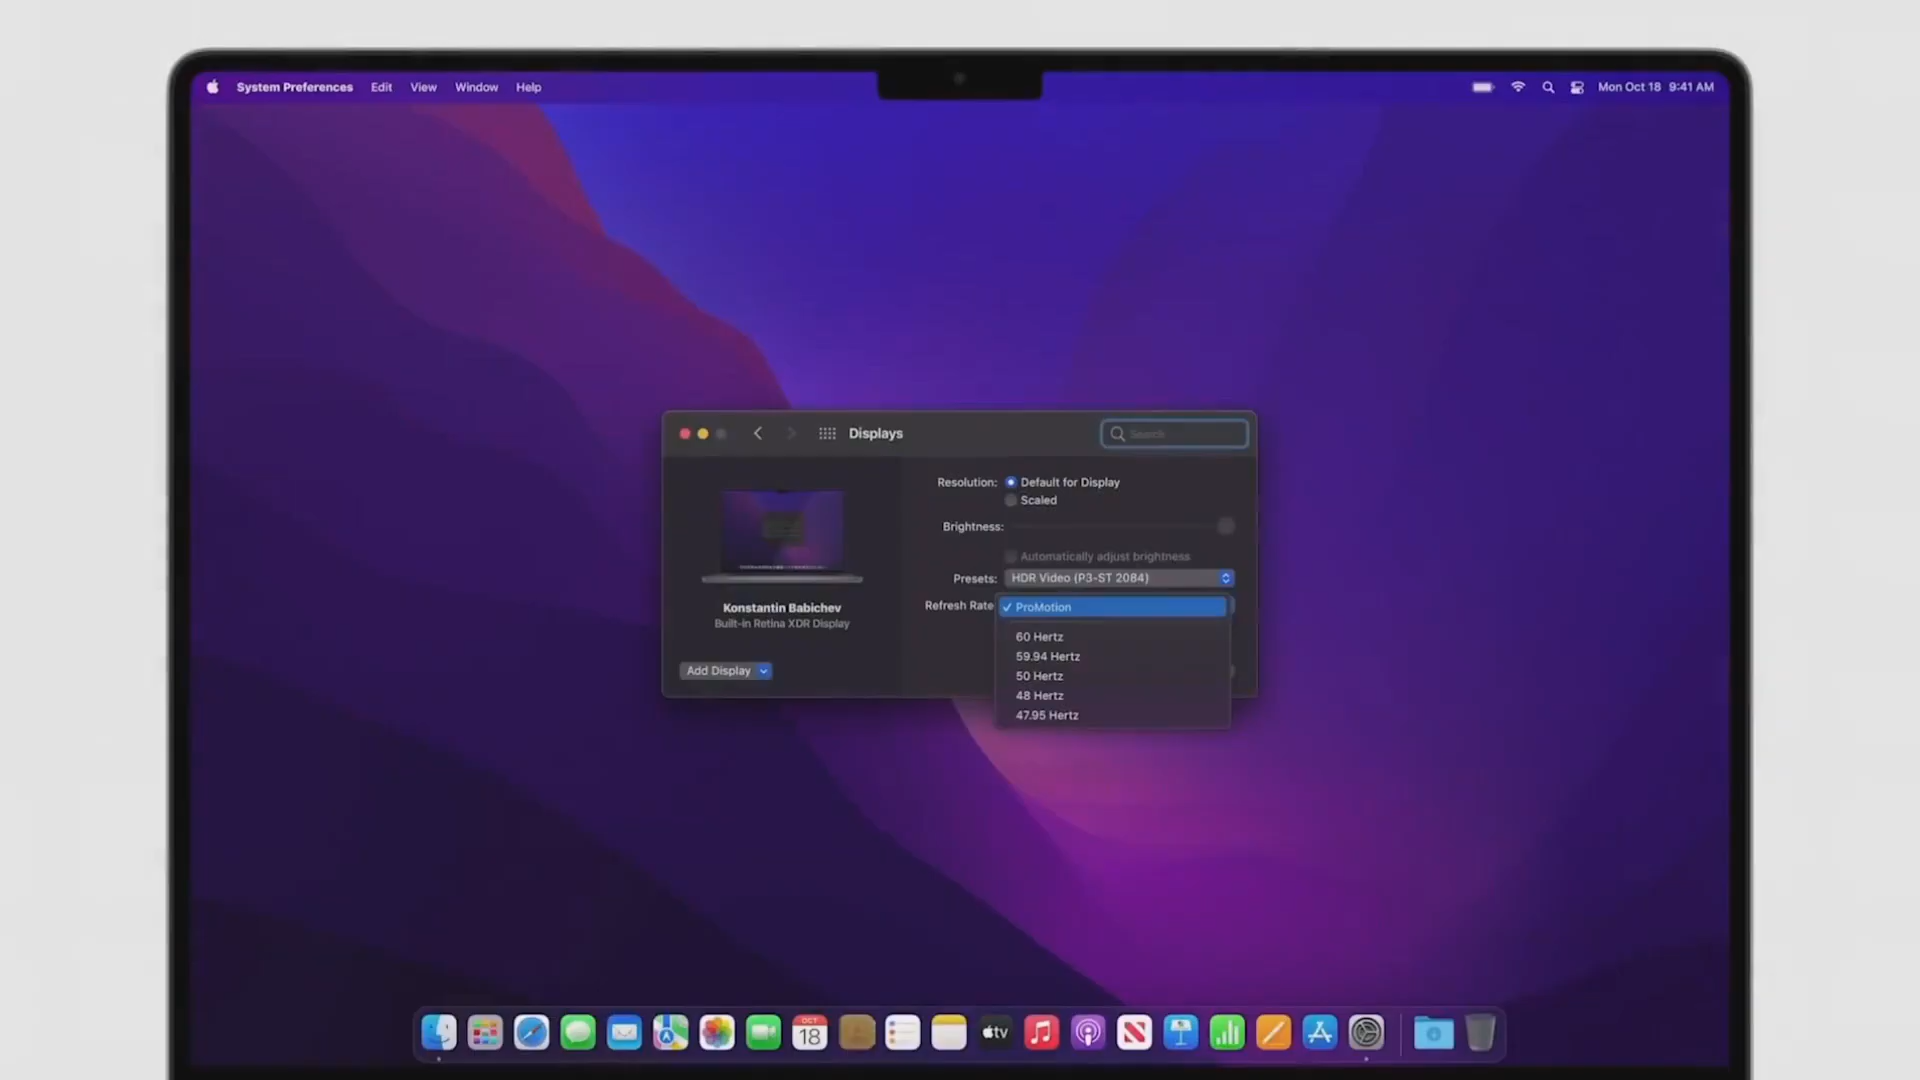 System Preferences Edit View Window Help
Mon Oct 18 9:41 AM
Displays
Search
Resolution: Default for Display
Scaled
Brightness:
Automatically adjust brightness
Presets: HDR Video (P3-ST 2084)
Refresh Rate ✓ ProMotion
60 Hertz
59.94 Hertz
50 Hertz
48 Hertz
47.95 Hertz
Konstantin Babichev
Built-in Retina XDR Display
Add Display
OCT
18
tv